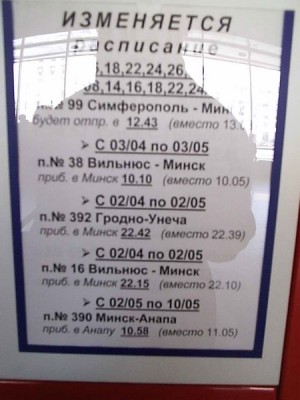 ИЗМЕНЯЕТСЯ
Расписание
18,22,24,26,
08,14,16,18,22,24
п.№ 99 Симферополь - Мин
будет отпр. в 12.43 (вместо 13.
➢ С 03/04 по 03/05
п.№ 38 Вильнюс - Минск
приб. в Минск 10.10 (вместо 10.05)
➢ С 02/04 по 02/05
п.№ 392 Гродно-Унеча
приб. в Минск 22.42 (вместо 22.39)
➢ С 02/04 по 02/05
п.№ 16 Вильнюс - Минск
приб. в Минск 22.15 (вместо 22.10)
➢ С 02/05 по 10/05
п.№ 390 Минск-Анапа
приб. в Анапу 10.58 (вместо 11.05)